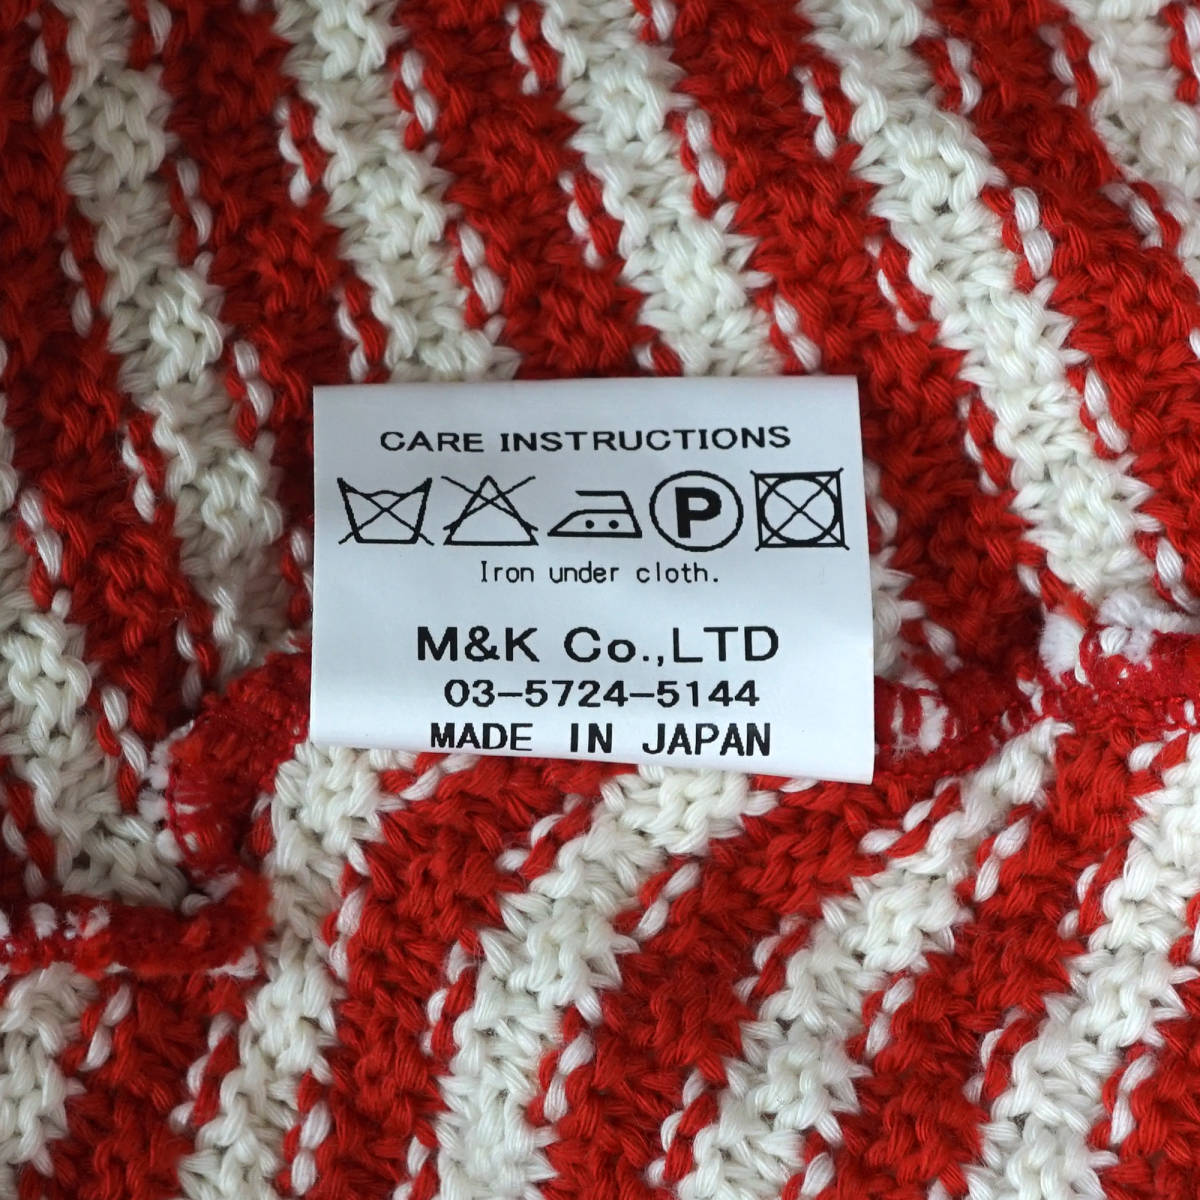 CARE INSTRUCTIONS
P
Iron under cloth.
M&K Co.,LTD
03-5724-5144
MADE IN JAPAN